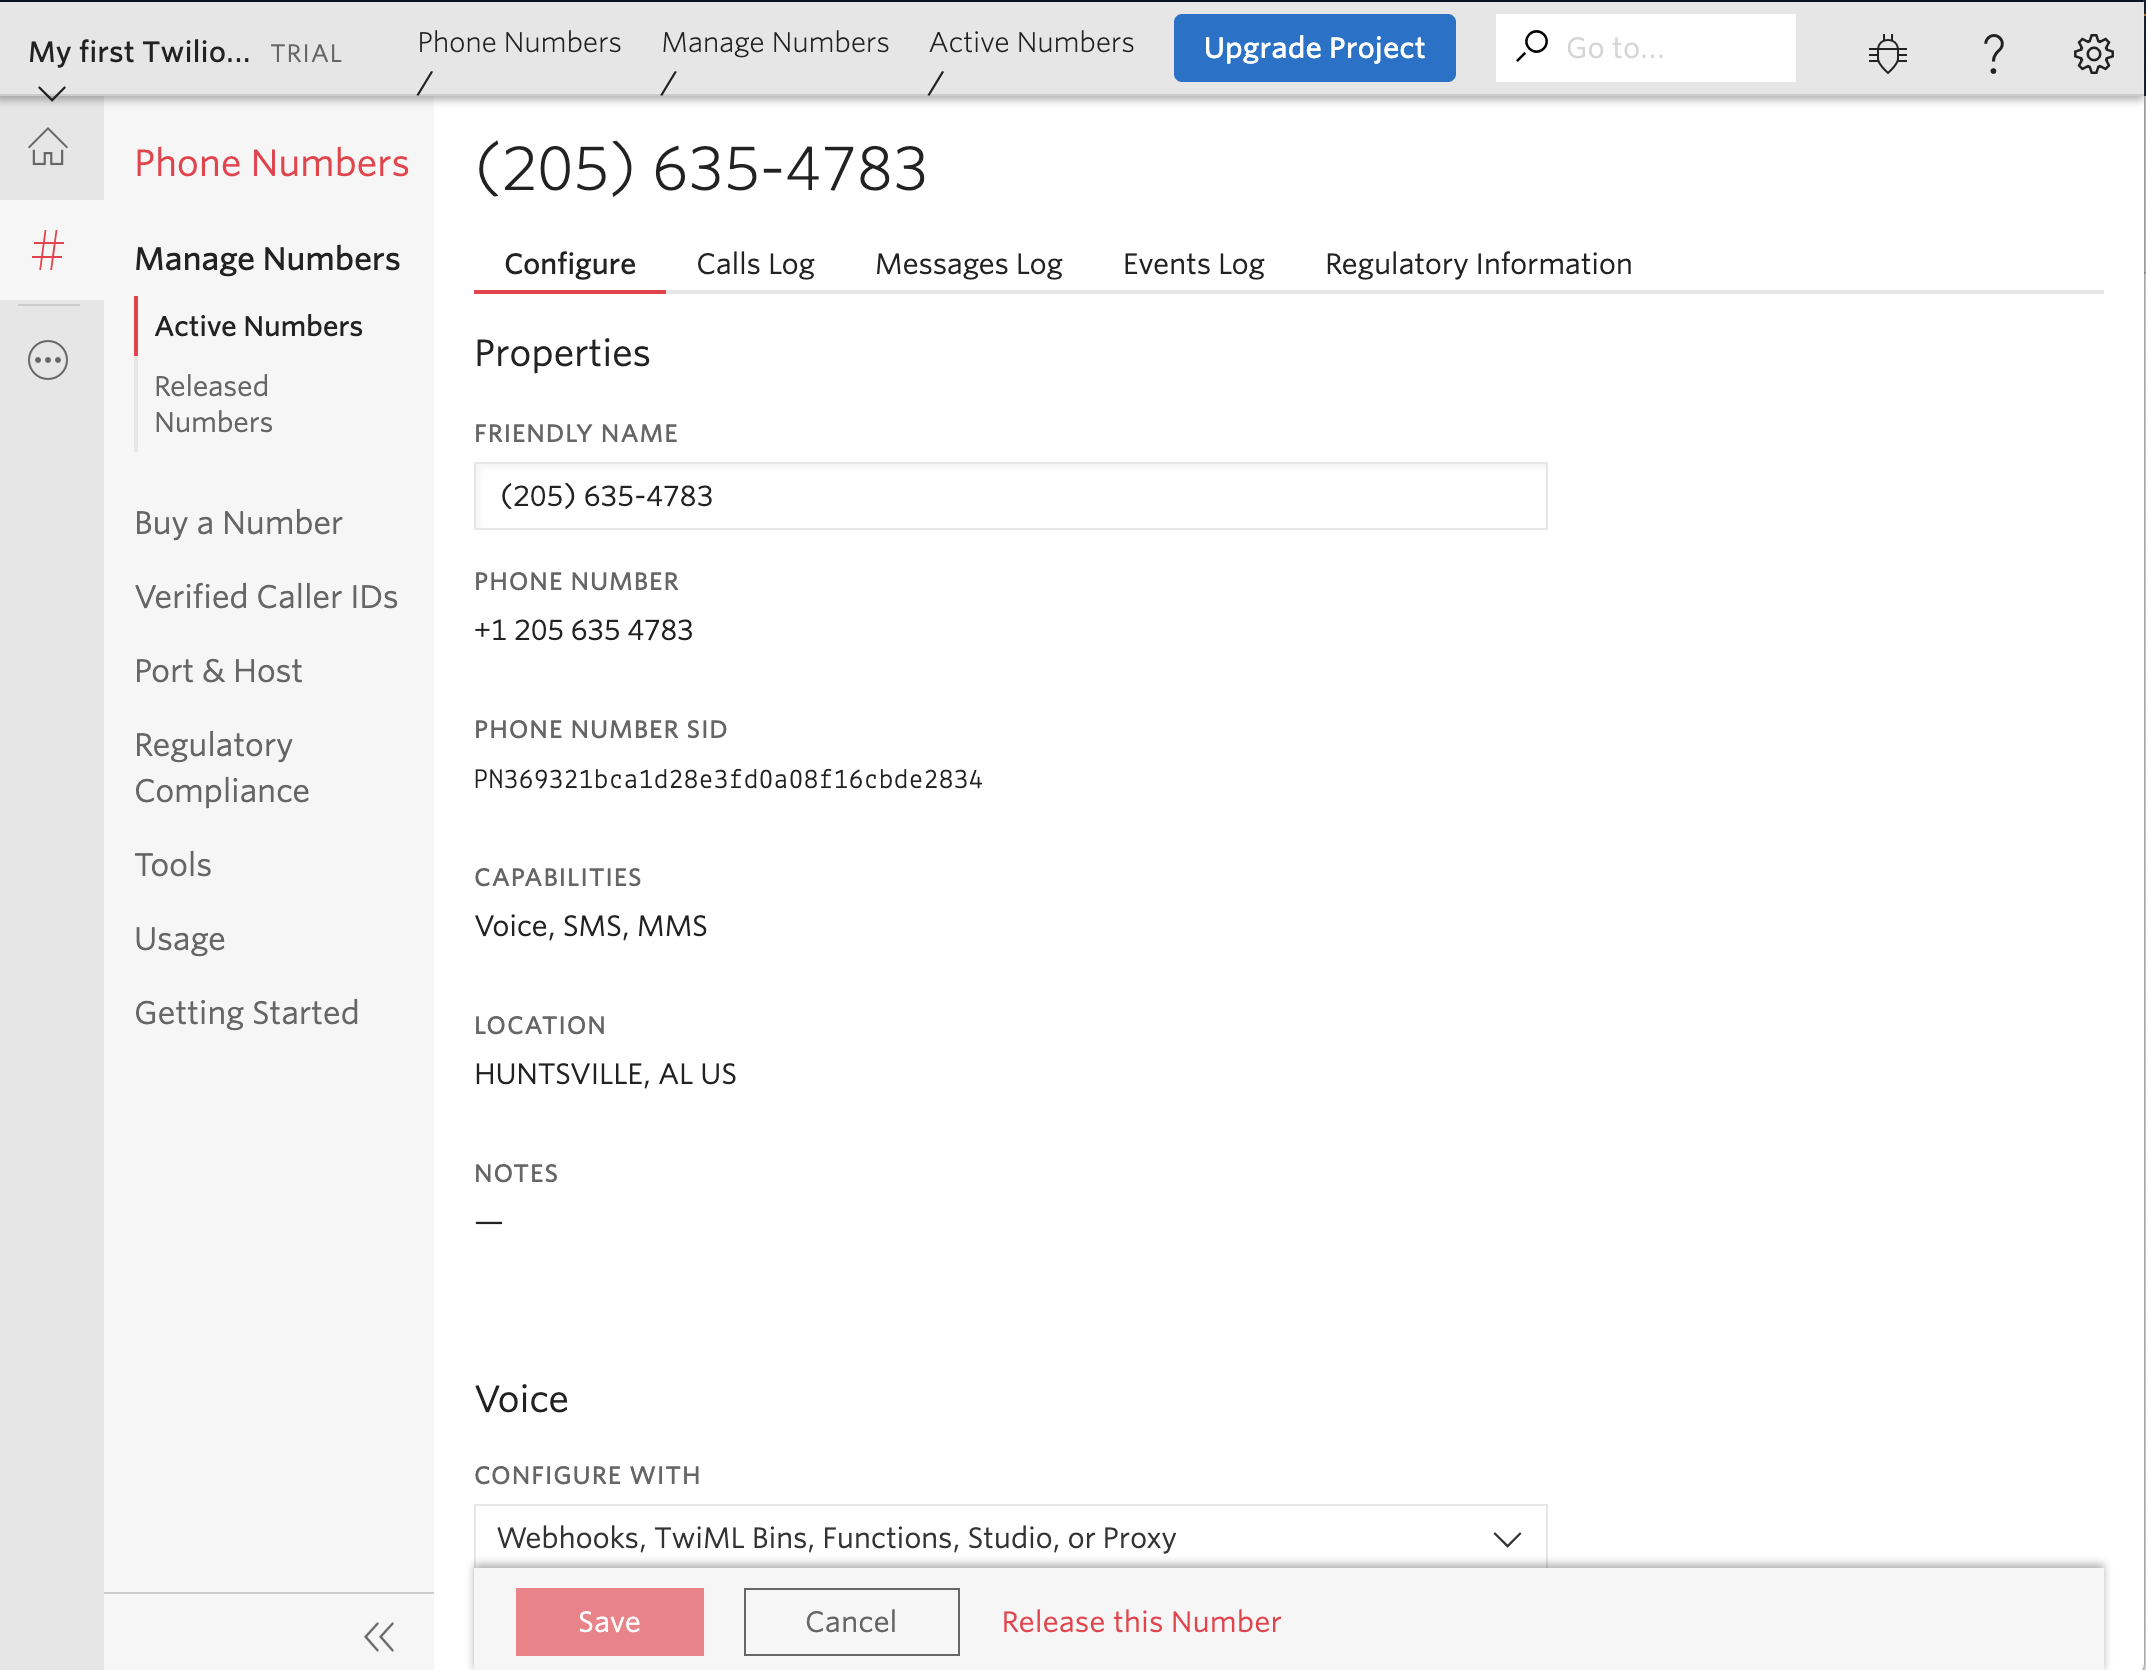 My first Twilio... TRIAL
Phone Numbers /
Manage Numbers /
Active Numbers /
Upgrade Project
Go to...
Phone Numbers
Manage Numbers
Active Numbers
Released
Numbers
Buy a Number
Verified Caller IDs
Port & Host
Regulatory
Compliance
Tools
Usage
Getting Started
(205) 635-4783
Configure Calls Log Messages Log Events Log Regulatory Information
Properties
FRIENDLY NAME
(205) 635-4783
PHONE NUMBER
+1 205 635 4783
PHONE NUMBER SID
PN369321bca1d28e3fd0a08f16cbde2834
CAPABILITIES
Voice, SMS, MMS
LOCATION
HUNTSVILLE, AL US
NOTES
—
Voice
CONFIGURE WITH
Webhooks, TwiML Bins, Functions, Studio, or Proxy
Save Cancel Release this Number